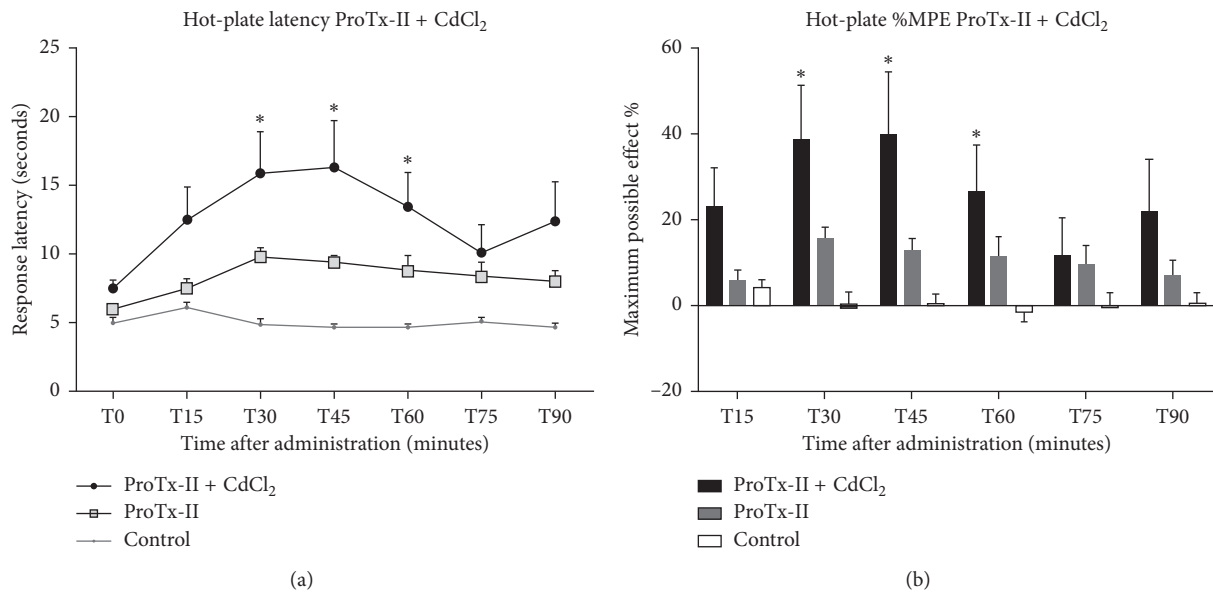 Hot-plate latency ProTx-II + CdCl₂
25
20
15
10
5
0
Response latency (seconds)
*
*
*
T0 T15 T30 T45 T60 T75 T90
Time after administration (minutes)
ProTx-II + CdCl₂
ProTx-II
Control
(a)
Hot-plate %MPE ProTx-II + CdCl₂
60
40
20
0
−20
Maximum possible effect %
*
*
*
T15 T30 T45 T60 T75 T90
Time after administration (minutes)
ProTx-II + CdCl₂
ProTx-II
Control
(b)